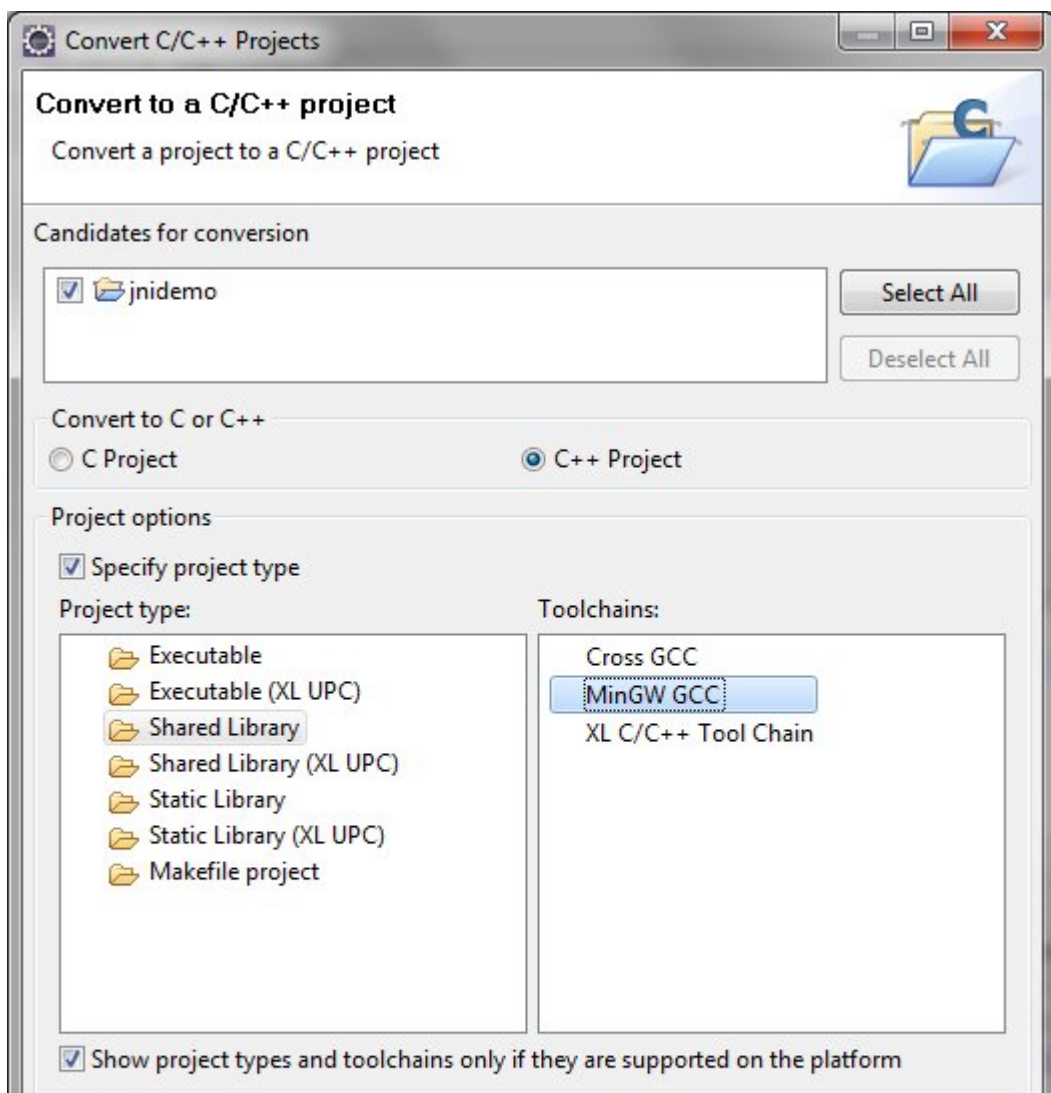 Convert C/C++ Projects
Convert to a C/C++ project
Convert a project to a C/C++ project
Candidates for conversion
jnidemo
Select All
Deselect All
Convert to C or C++
C Project
C++ Project
Project options
Specify project type
Project type:
Executable
Executable (XL UPC)
Shared Library
Shared Library (XL UPC)
Static Library
Static Library (XL UPC)
Makefile project
Toolchains:
Cross GCC
MinGW GCC
XL C/C++ Tool Chain
Show project types and toolchains only if they are supported on the platform